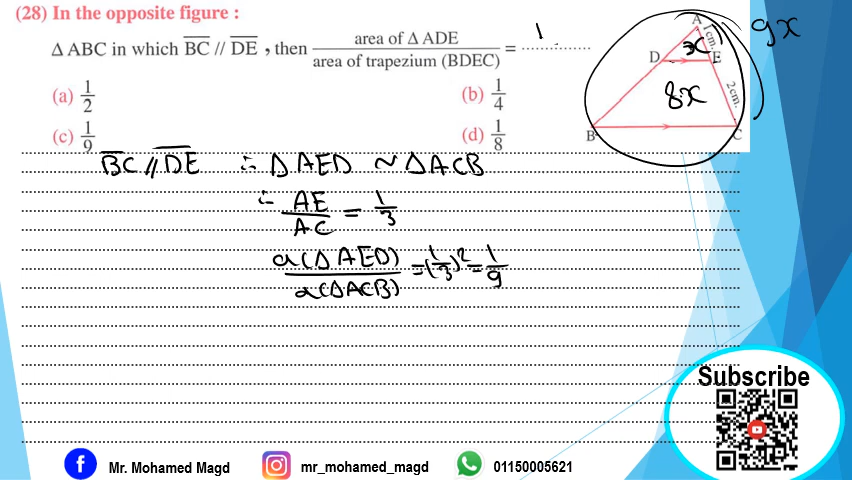 (28) In the opposite figure :
Δ ABC in which BC // DE , then area of Δ ADE / area of trapezium (BDEC) = ....1............
(a) 1/2
(b) 1/4
(c) 1/9
(d) 1/8
A
1 cm.
D
E
2 cm.
B
C
x
8x
9x
BC // DE ∴ Δ AED ~ Δ ACB
∴ AE/AC = 1/3
a(Δ AED)/a(Δ ACB) = (1/3)² = 1/9
Subscribe
Mr. Mohamed Magd
mr_mohamed_magd
01150005621